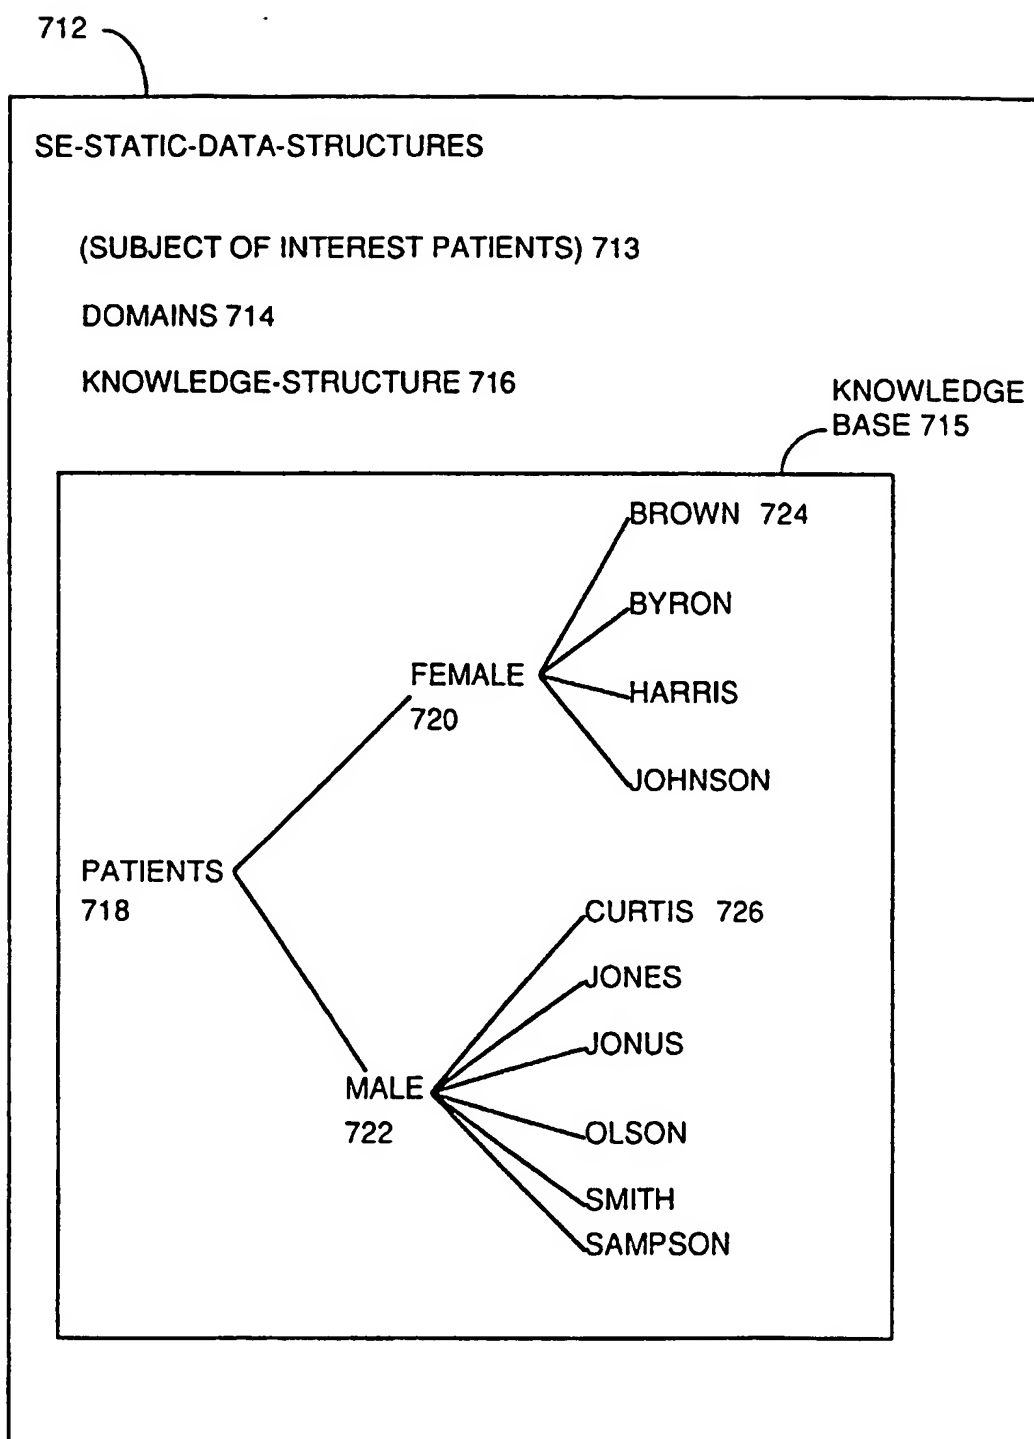 712
SE-STATIC-DATA-STRUCTURES
(SUBJECT OF INTEREST PATIENTS) 713
DOMAINS 714
KNOWLEDGE-STRUCTURE 716
KNOWLEDGE
BASE 715
BROWN 724
BYRON
FEMALE
720
HARRIS
JOHNSON
PATIENTS
718
CURTIS 726
JONES
JONUS
MALE
722
OLSON
SMITH
SAMPSON